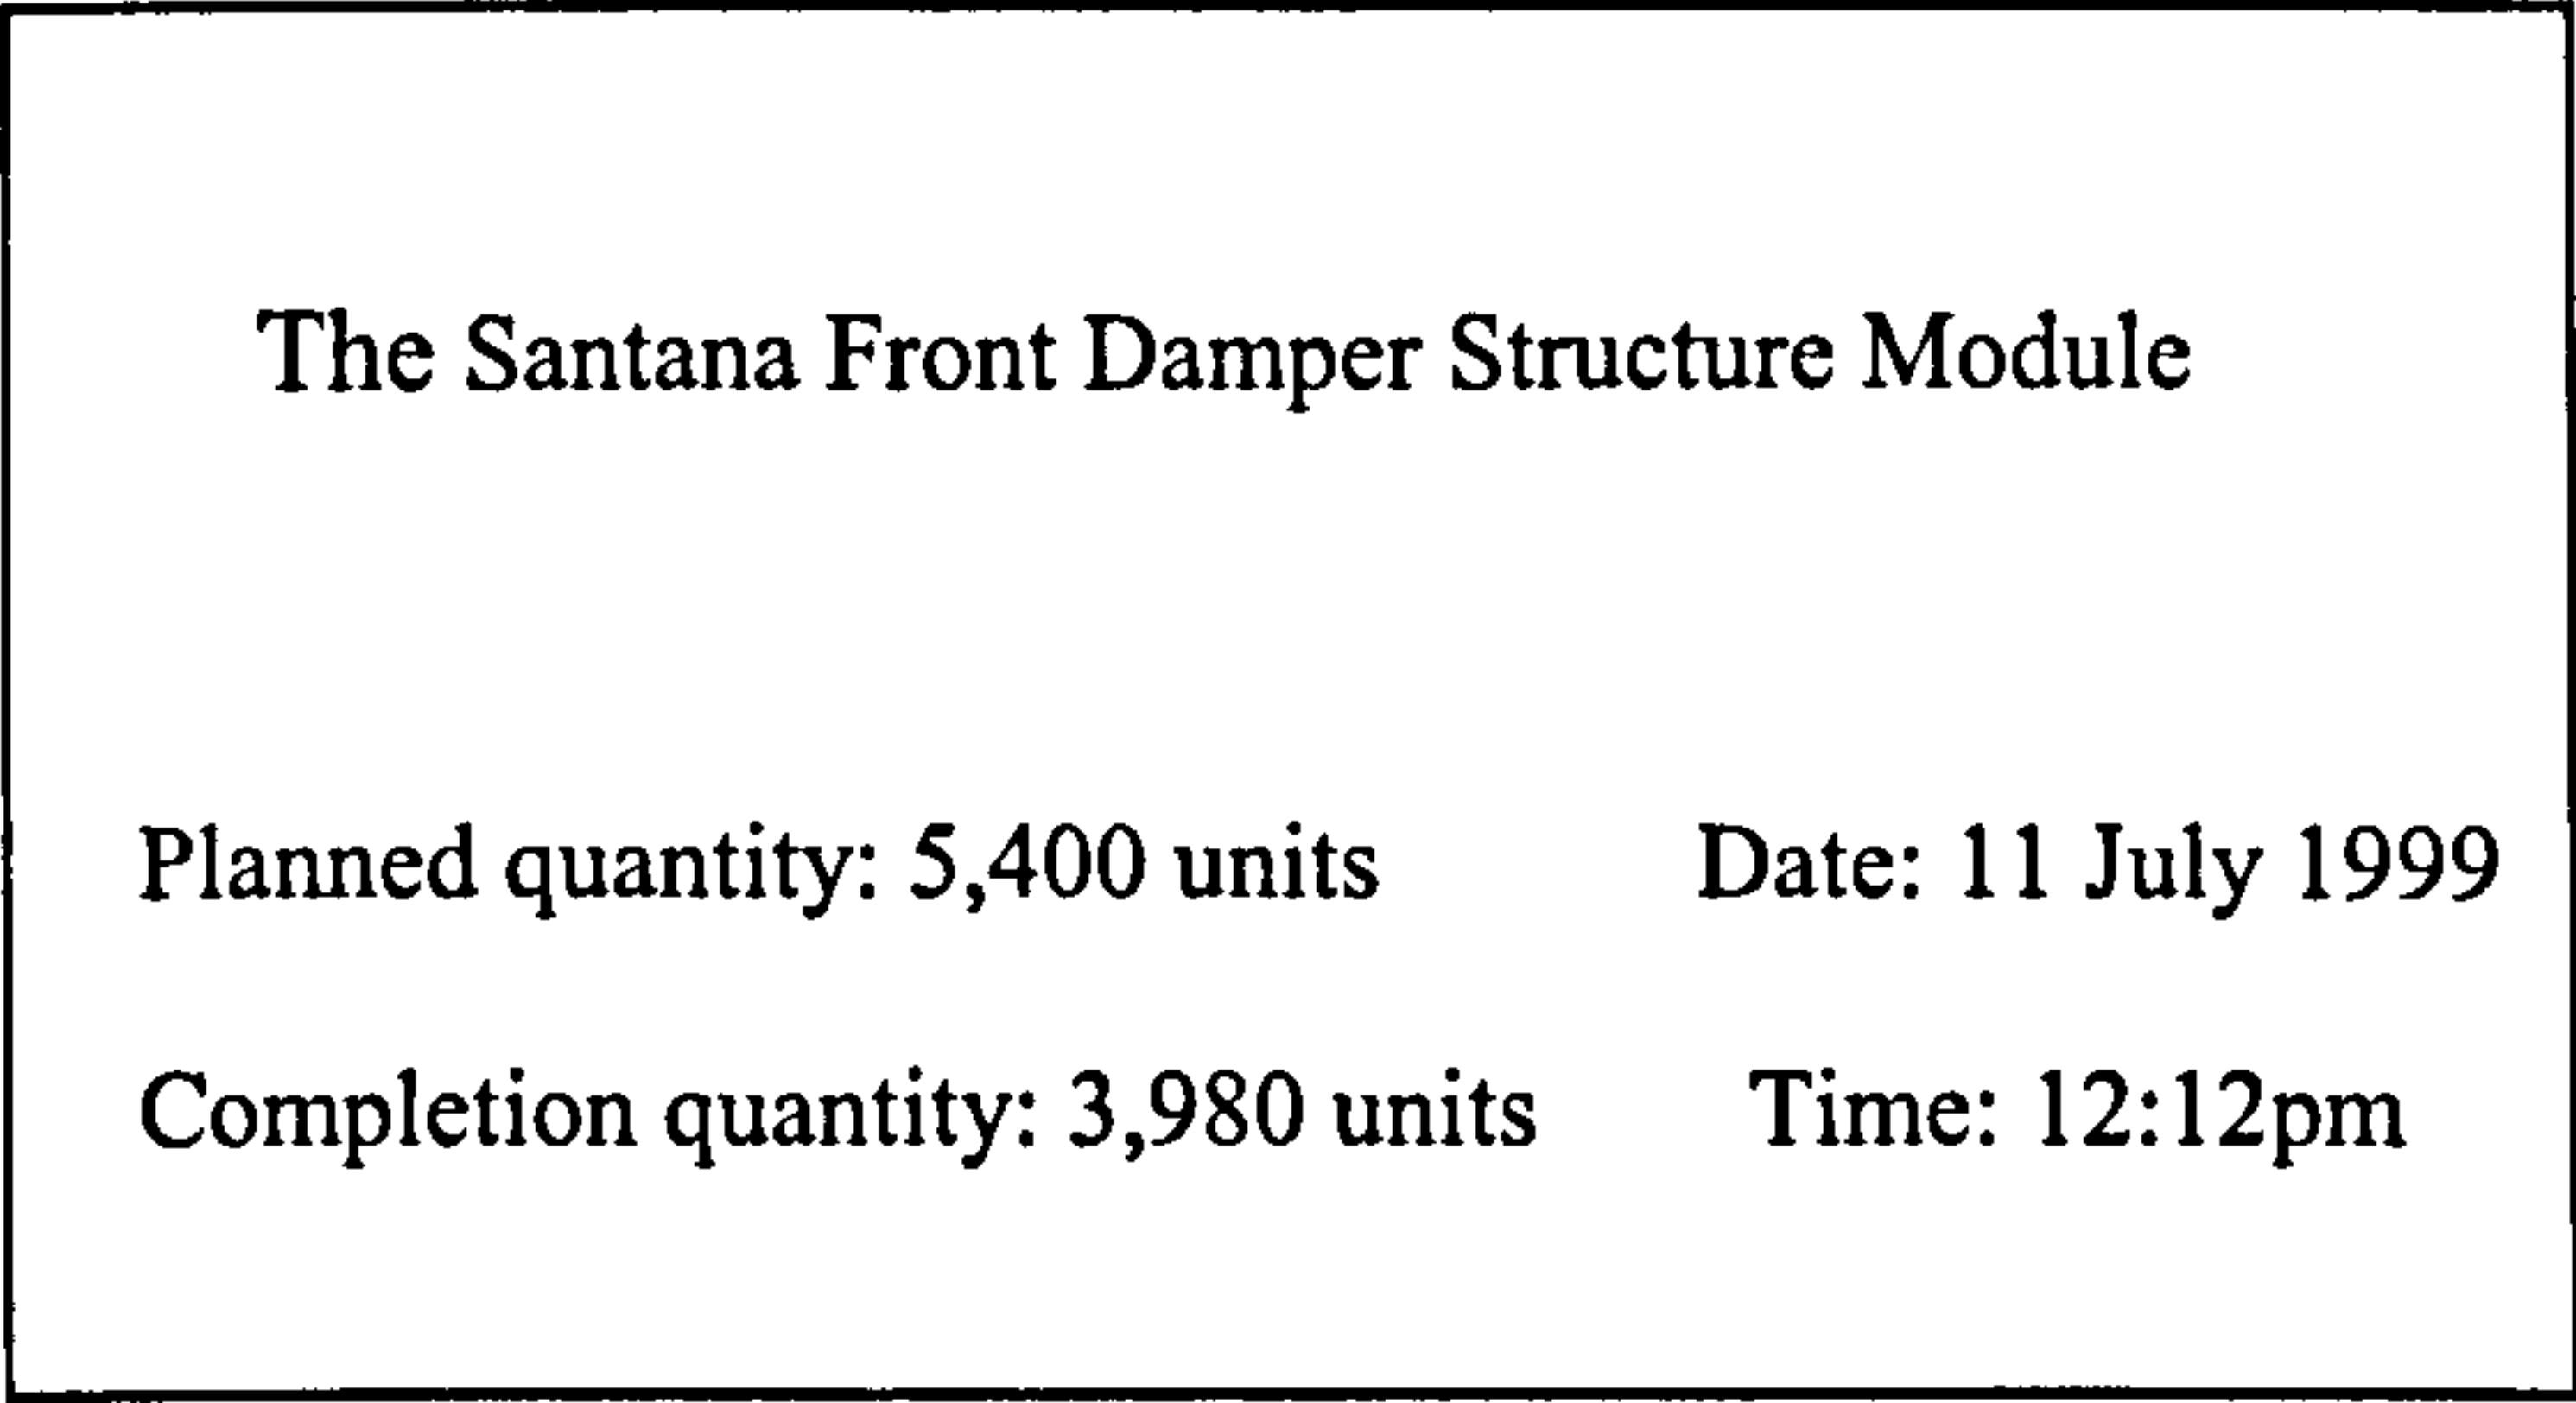 The Santana Front Damper Structure Module
Planned quantity: 5,400 units Date: 11 July 1999
Completion quantity: 3,980 units Time: 12:12pm